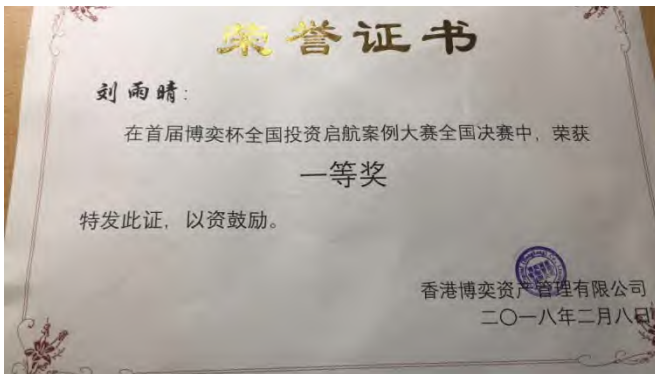 荣誉证书
刘雨晴:
在首届博奕杯全国投资启航案例大赛全国决赛中，荣获
一等奖
特发此证，以资鼓励。
香港博奕资产管理有限公司
二〇一八年二月八日